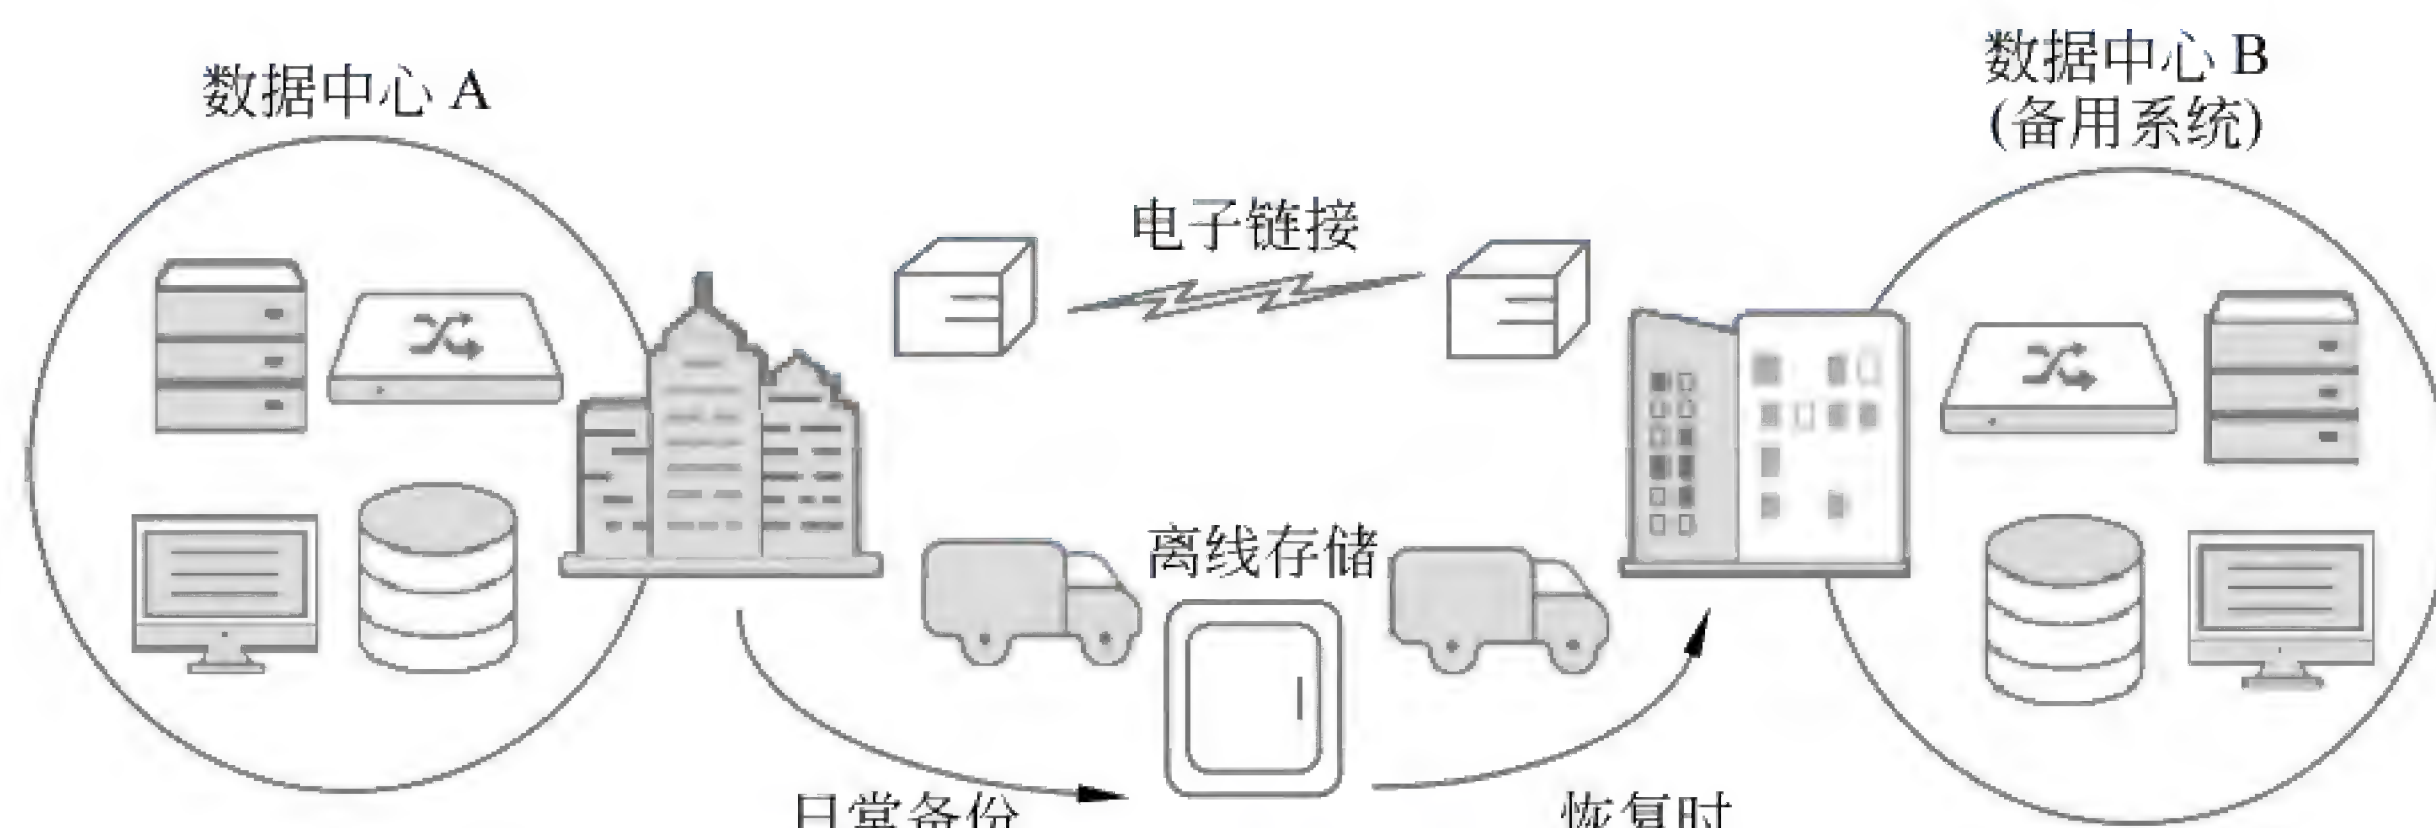 数据中心 A
数据中心 B
(备用系统)
电子链接
离线存储
日常备份
恢复时